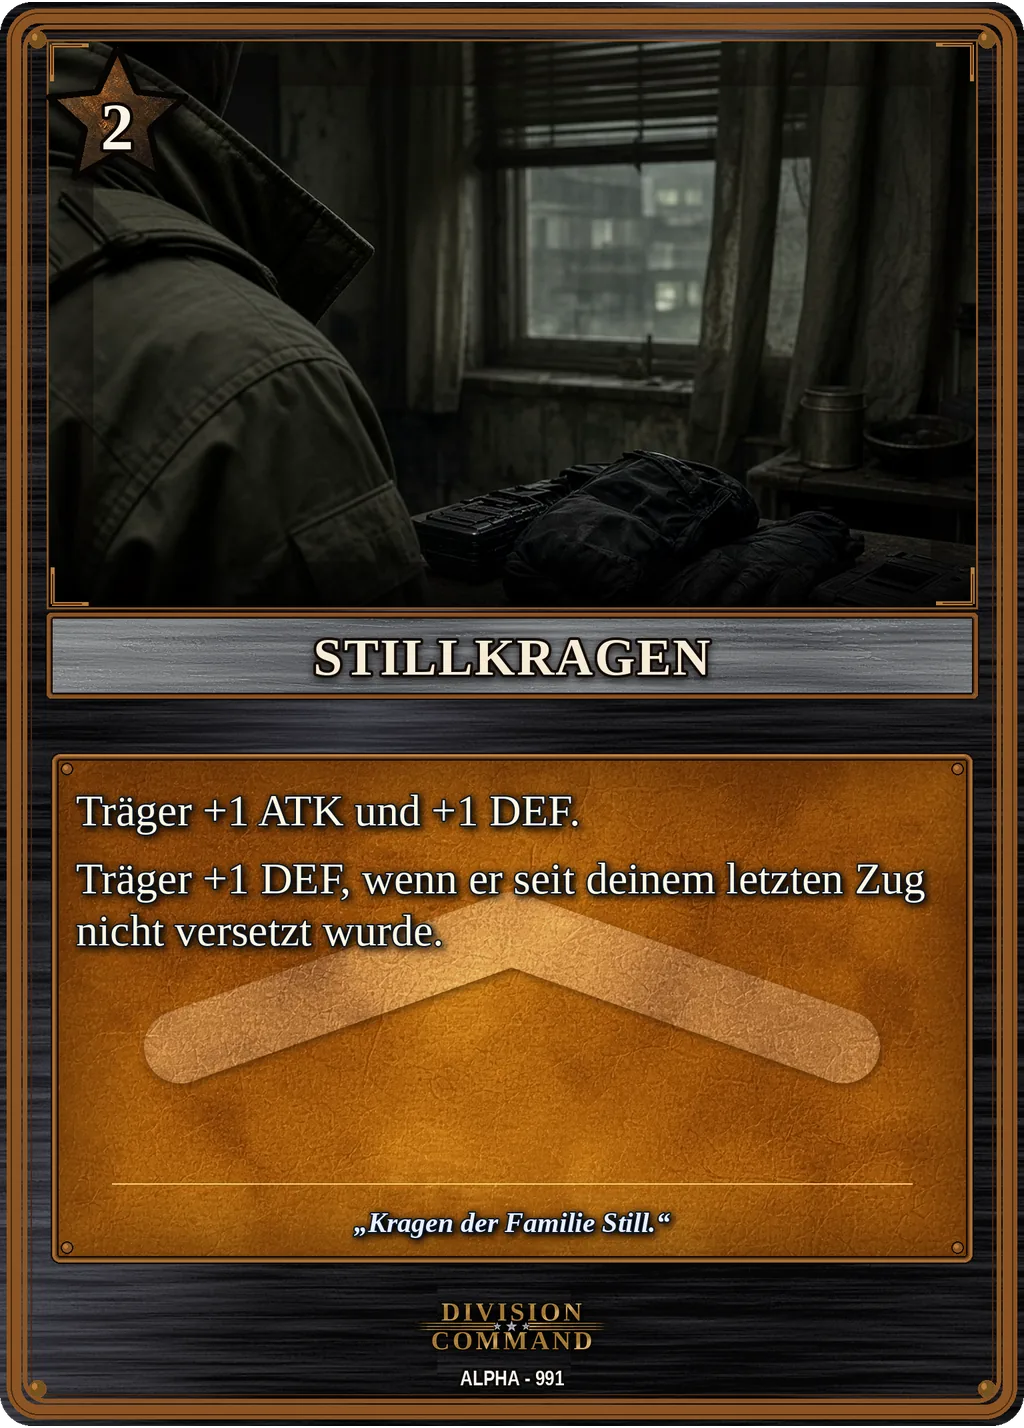 2
STILLKRAGEN
Träger +1 ATK und +1 DEF.
Träger +1 DEF, wenn er seit deinem letzten Zug
nicht versetzt wurde.
„Kragen der Familie Still.“
DIVISION
COMMAND
ALPHA - 991